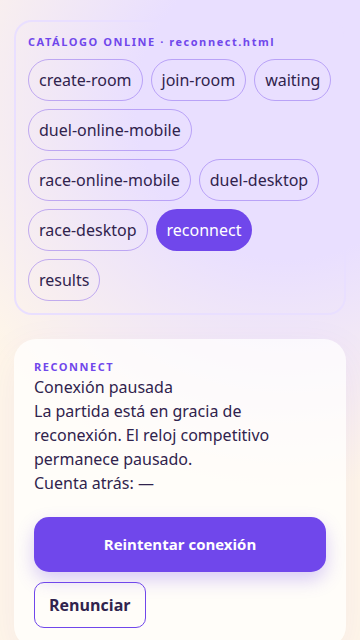 CATÁLOGO ONLINE · reconnect.html
create-room join-room waiting
duel-online-mobile
race-online-mobile duel-desktop
race-desktop reconnect
results
RECONNECT
Conexión pausada
La partida está en gracia de
reconexión. El reloj competitivo
permanece pausado.
Cuenta atrás: —
Reintentar conexión
Renunciar